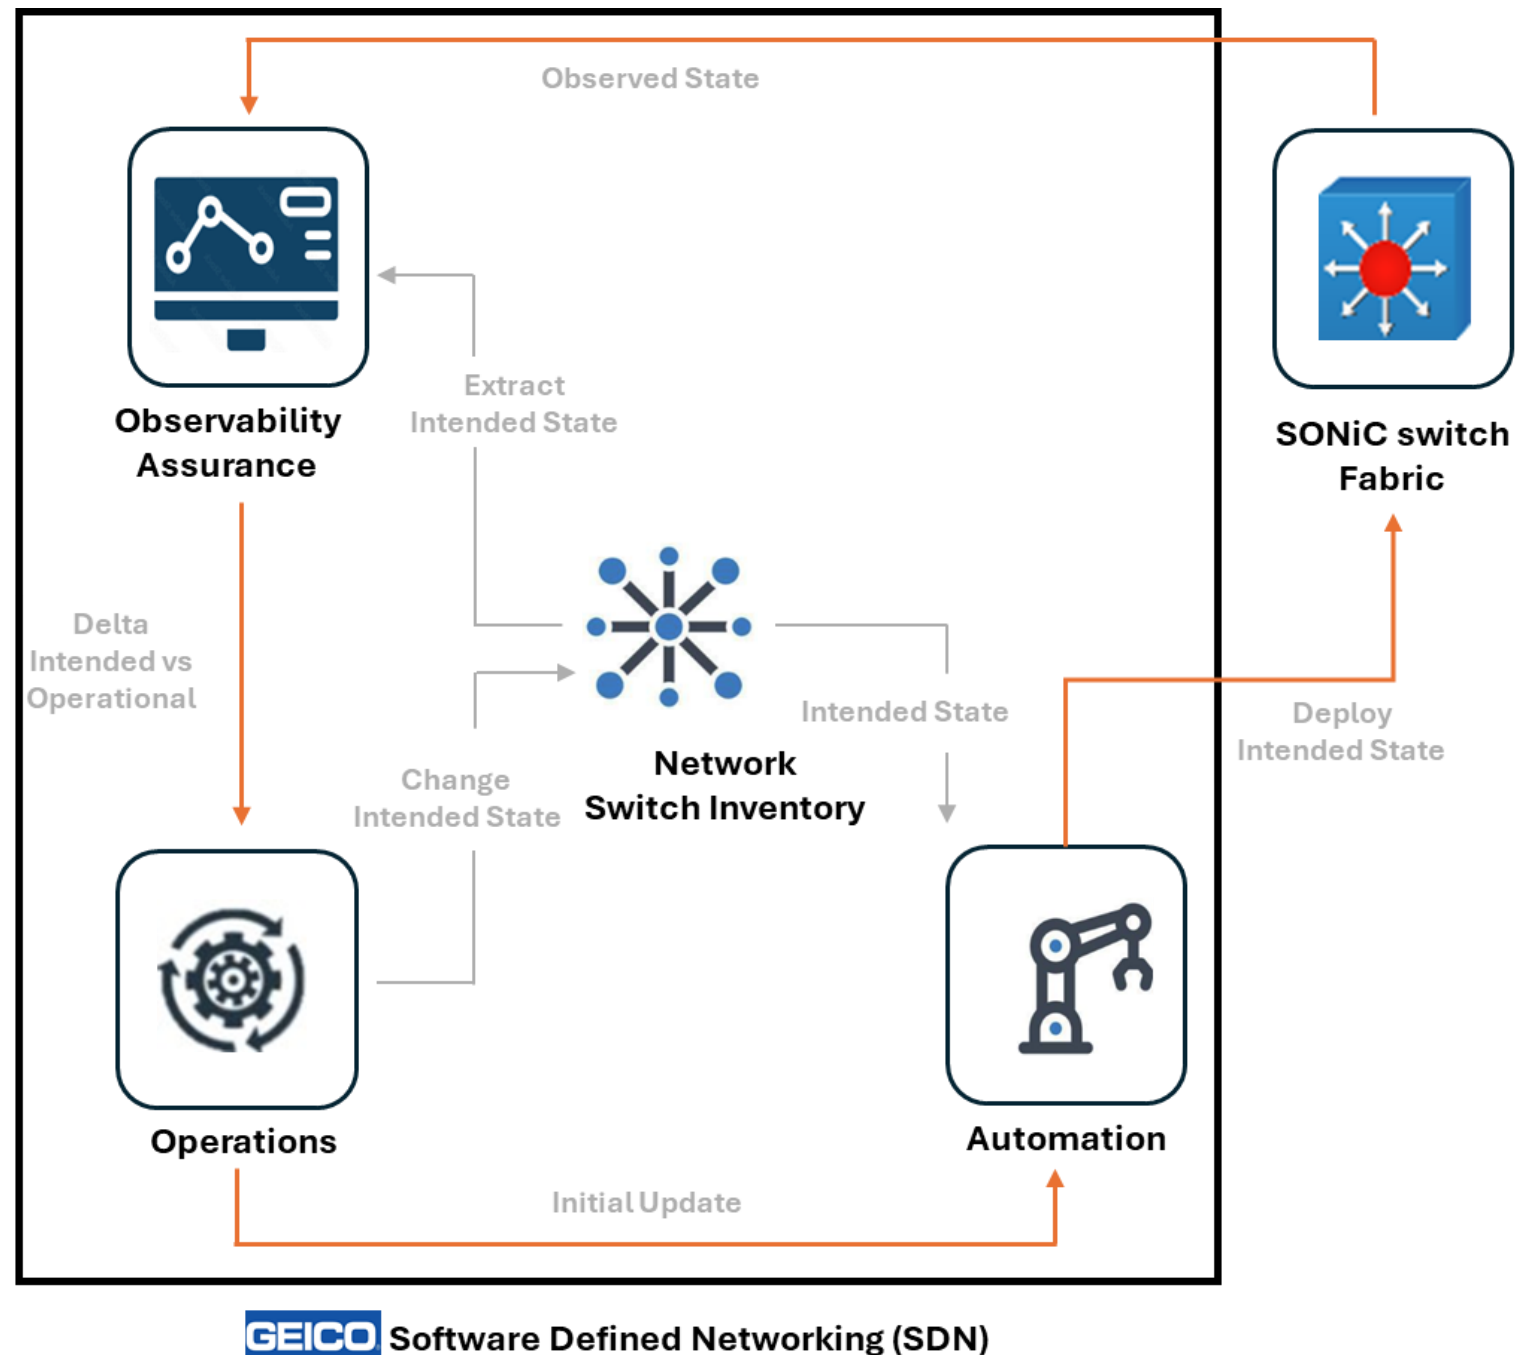 Observed State
Observability
Assurance
Extract
Intended State
SONiC switch
Fabric
Delta
Intended vs
Operational
Change
Intended State
Network
Switch Inventory
Intended State
Deploy
Intended State
Operations
Automation
Initial Update
GEICO Software Defined Networking (SDN)